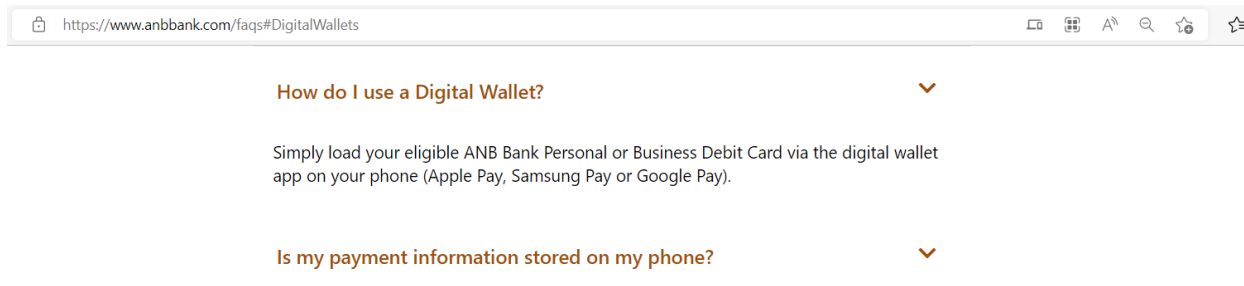 https://www.anbbank.com/faqs#DigitalWallets
How do I use a Digital Wallet?
Simply load your eligible ANB Bank Personal or Business Debit Card via the digital wallet
app on your phone (Apple Pay, Samsung Pay or Google Pay).
Is my payment information stored on my phone?